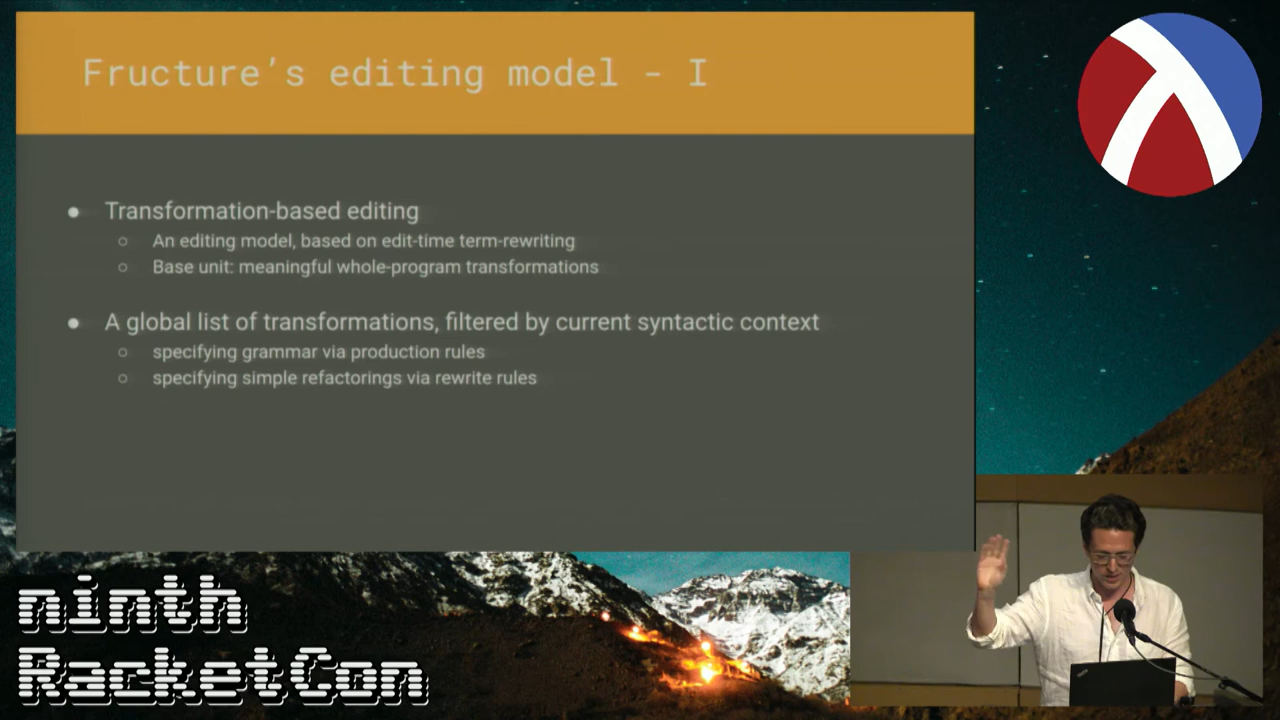 Fructure's editing model - I
● Transformation-based editing
○ An editing model, based on edit-time term-rewriting
○ Base unit: meaningful whole-program transformations
● A global list of transformations, filtered by current syntactic context
○ specifying grammar via production rules
○ specifying simple refactorings via rewrite rules
ninth
RacketCon